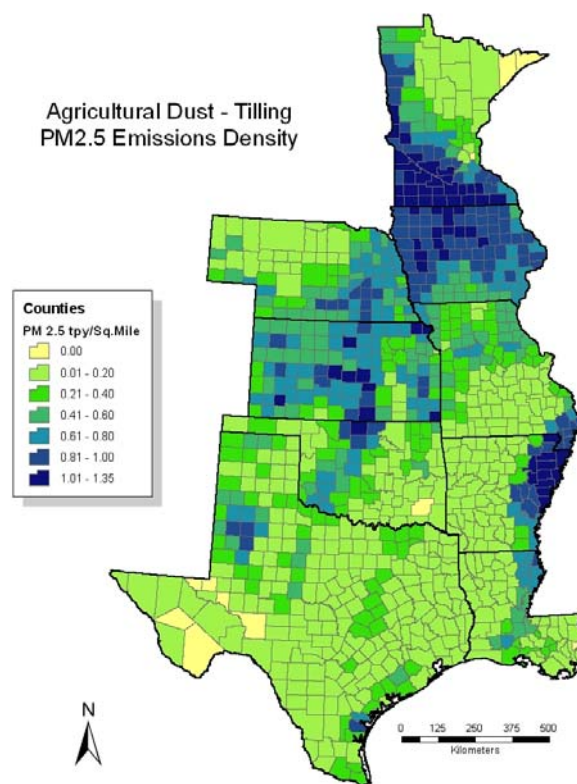 Agricultural Dust - Tilling
PM2.5 Emissions Density
Counties
PM 2.5 tpy/Sq.Mile
0.00
0.01 - 0.20
0.21 - 0.40
0.41 - 0.60
0.61 - 0.80
0.81 - 1.00
1.01 - 1.35
N
0 125 250 375 500
Kilometers